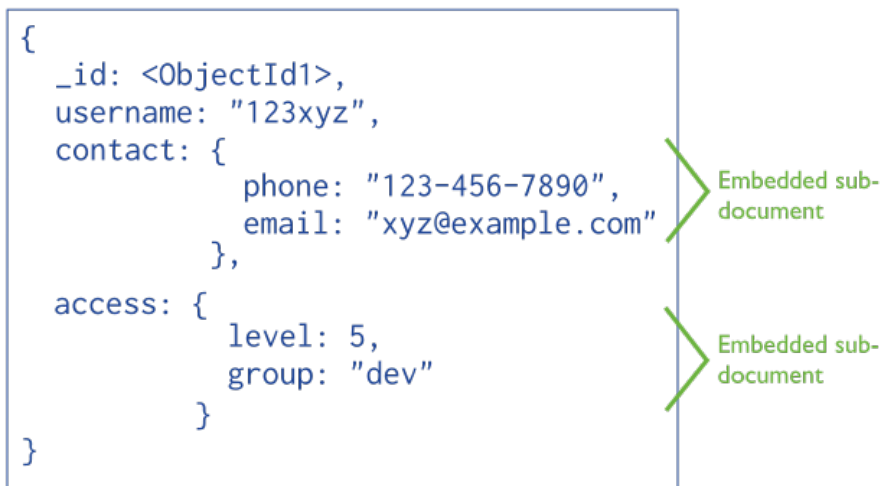 {
_id: <ObjectId1>,
username: "123xyz",
contact: {
phone: "123-456-7890",
email: "xyz@example.com"
},
Embedded sub-
document
access: {
level: 5,
group: "dev"
}
Embedded sub-
document
}